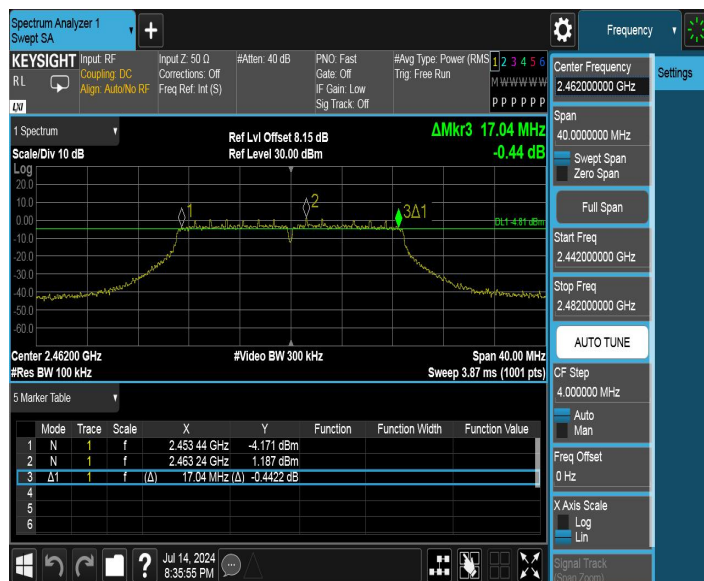 Spectrum Analyzer 1
Swept SA
+
Frequency
KEYSIGHT
RL
LNI
Input: RF
Coupling: DC
Align: Auto/No RF
Input Z: 50 Ω
Corrections: Off
Freq Ref: Int (S)
#Atten: 40 dB
PNO: Fast
Gate: Off
IF Gain: Low
Sig Track: Off
#Avg Type: Power (RMS
Trig: Free Run
1 2 3 4 5 6
M W W W W W
P P P P P P
1 Spectrum
Scale/Div 10 dB
Ref Lvl Offset 8.15 dB
Ref Level 30.00 dBm
ΔMkr3 17.04 MHz
-0.44 dB
Log
20.0
10.0
0.00
-10.0
-20.0
-30.0
-40.0
-50.0
-60.0
1
2
3Δ1
DL1 -4.81 dBm
Center 2.46200 GHz
#Video BW 300 kHz
Span 40.00 MHz
#Res BW 100 kHz
Sweep 3.87 ms (1001 pts)
5 Marker Table
Mode Trace Scale X Y Function Function Width Function Value
1 N 1 f 2.453 44 GHz -4.171 dBm
2 N 1 f 2.463 24 GHz 1.187 dBm
3 Δ1 1 f (Δ) 17.04 MHz (Δ) -0.4422 dB
4
5
6
?
Jul 14, 2024
8:35:55 PM
Center Frequency
2.462000000 GHz
Span
40.0000000 MHz
Swept Span
Zero Span
Full Span
Start Freq
2.442000000 GHz
Stop Freq
2.482000000 GHz
AUTO TUNE
CF Step
4.000000 MHz
Auto
Man
Freq Offset
0 Hz
X Axis Scale
Log
Lin
Signal Track
(Span Zoom)
Settings